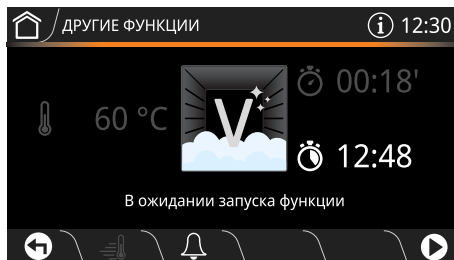 ДРУГИЕ ФУНКЦИИ
12:30
00:18'
60 °C
V
12:48
В ожидании запуска функции